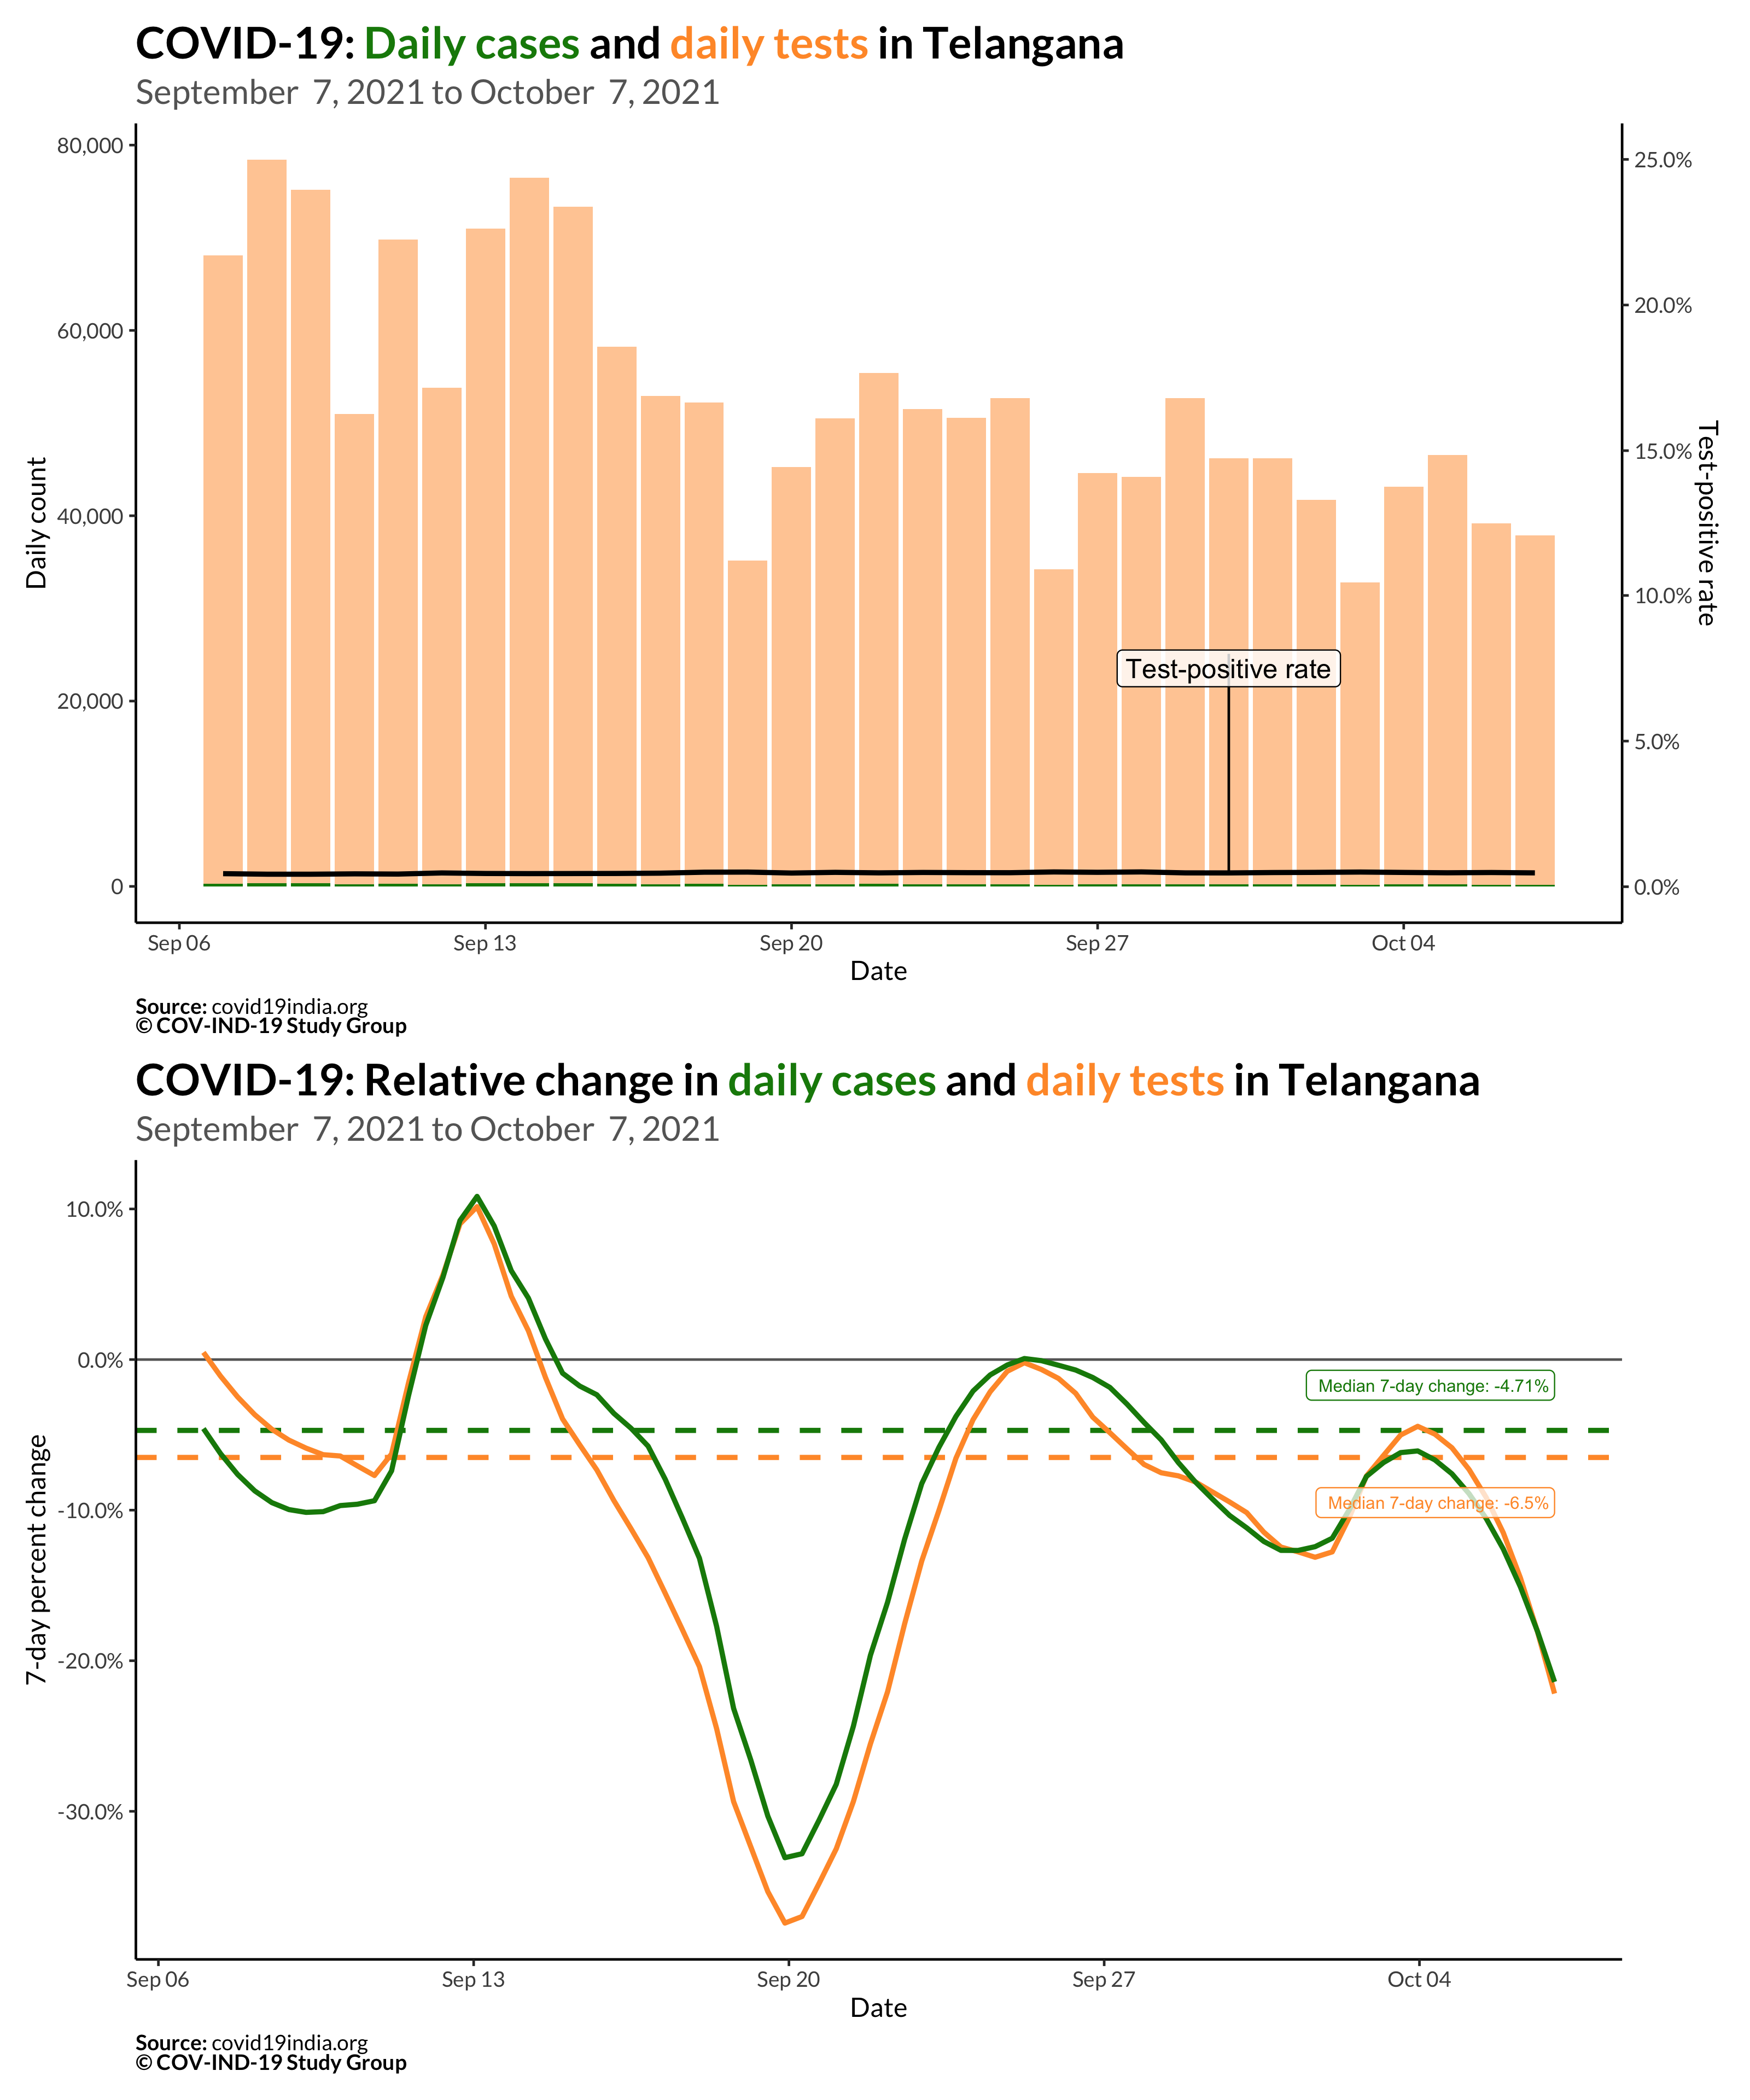 COVID-19: Daily cases and daily tests in Telangana
September 7, 2021 to October 7, 2021
80,000
60,000
40,000
20,000
0
Daily count
25.0%
20.0%
15.0%
10.0%
5.0%
0.0%
Test-positive rate
Test-positive rate
Sep 06
Sep 13
Sep 20
Sep 27
Oct 04
Date
Source: covid19india.org
© COV-IND-19 Study Group
COVID-19: Relative change in daily cases and daily tests in Telangana
September 7, 2021 to October 7, 2021
10.0%
0.0%
-10.0%
-20.0%
-30.0%
7-day percent change
Median 7-day change: -4.71%
Median 7-day change: -6.5%
Sep 06
Sep 13
Sep 20
Sep 27
Oct 04
Date
Source: covid19india.org
© COV-IND-19 Study Group